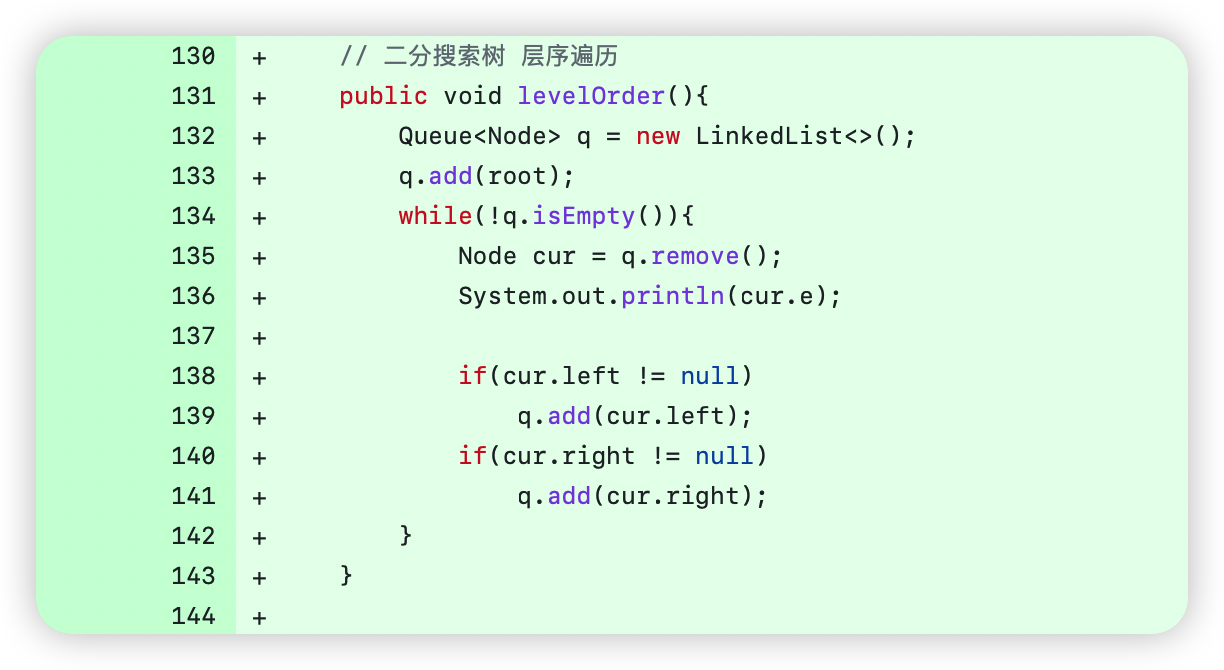 130 + // 二分搜索树 层序遍历
131 + public void levelOrder(){
132 + Queue<Node> q = new LinkedList<>();
133 + q.add(root);
134 + while(!q.isEmpty()){
135 + Node cur = q.remove();
136 + System.out.println(cur.e);
137 +
138 + if(cur.left != null)
139 + q.add(cur.left);
140 + if(cur.right != null)
141 + q.add(cur.right);
142 + }
143 + }
144 +